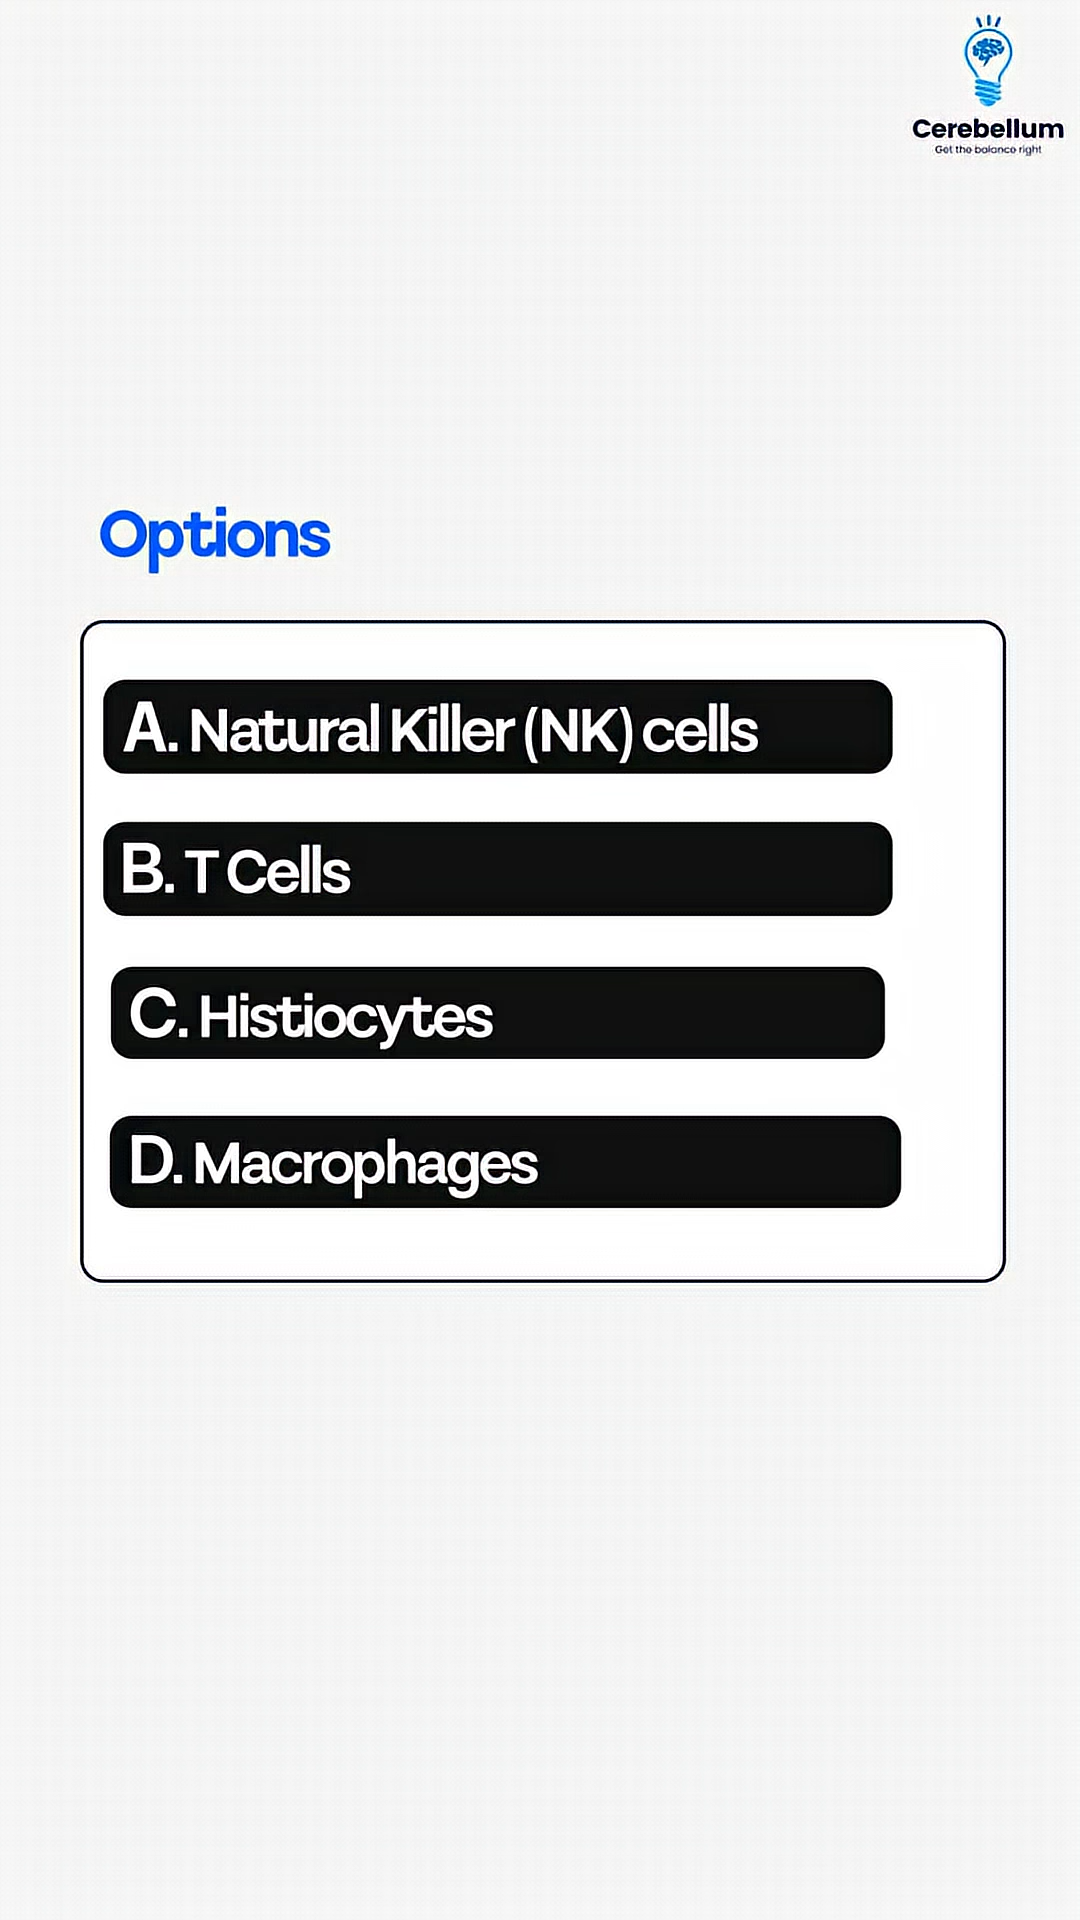 Cerebellum
Get the balance right
Options
A. Natural Killer (NK) cells
B. T Cells
C. Histiocytes
D. Macrophages